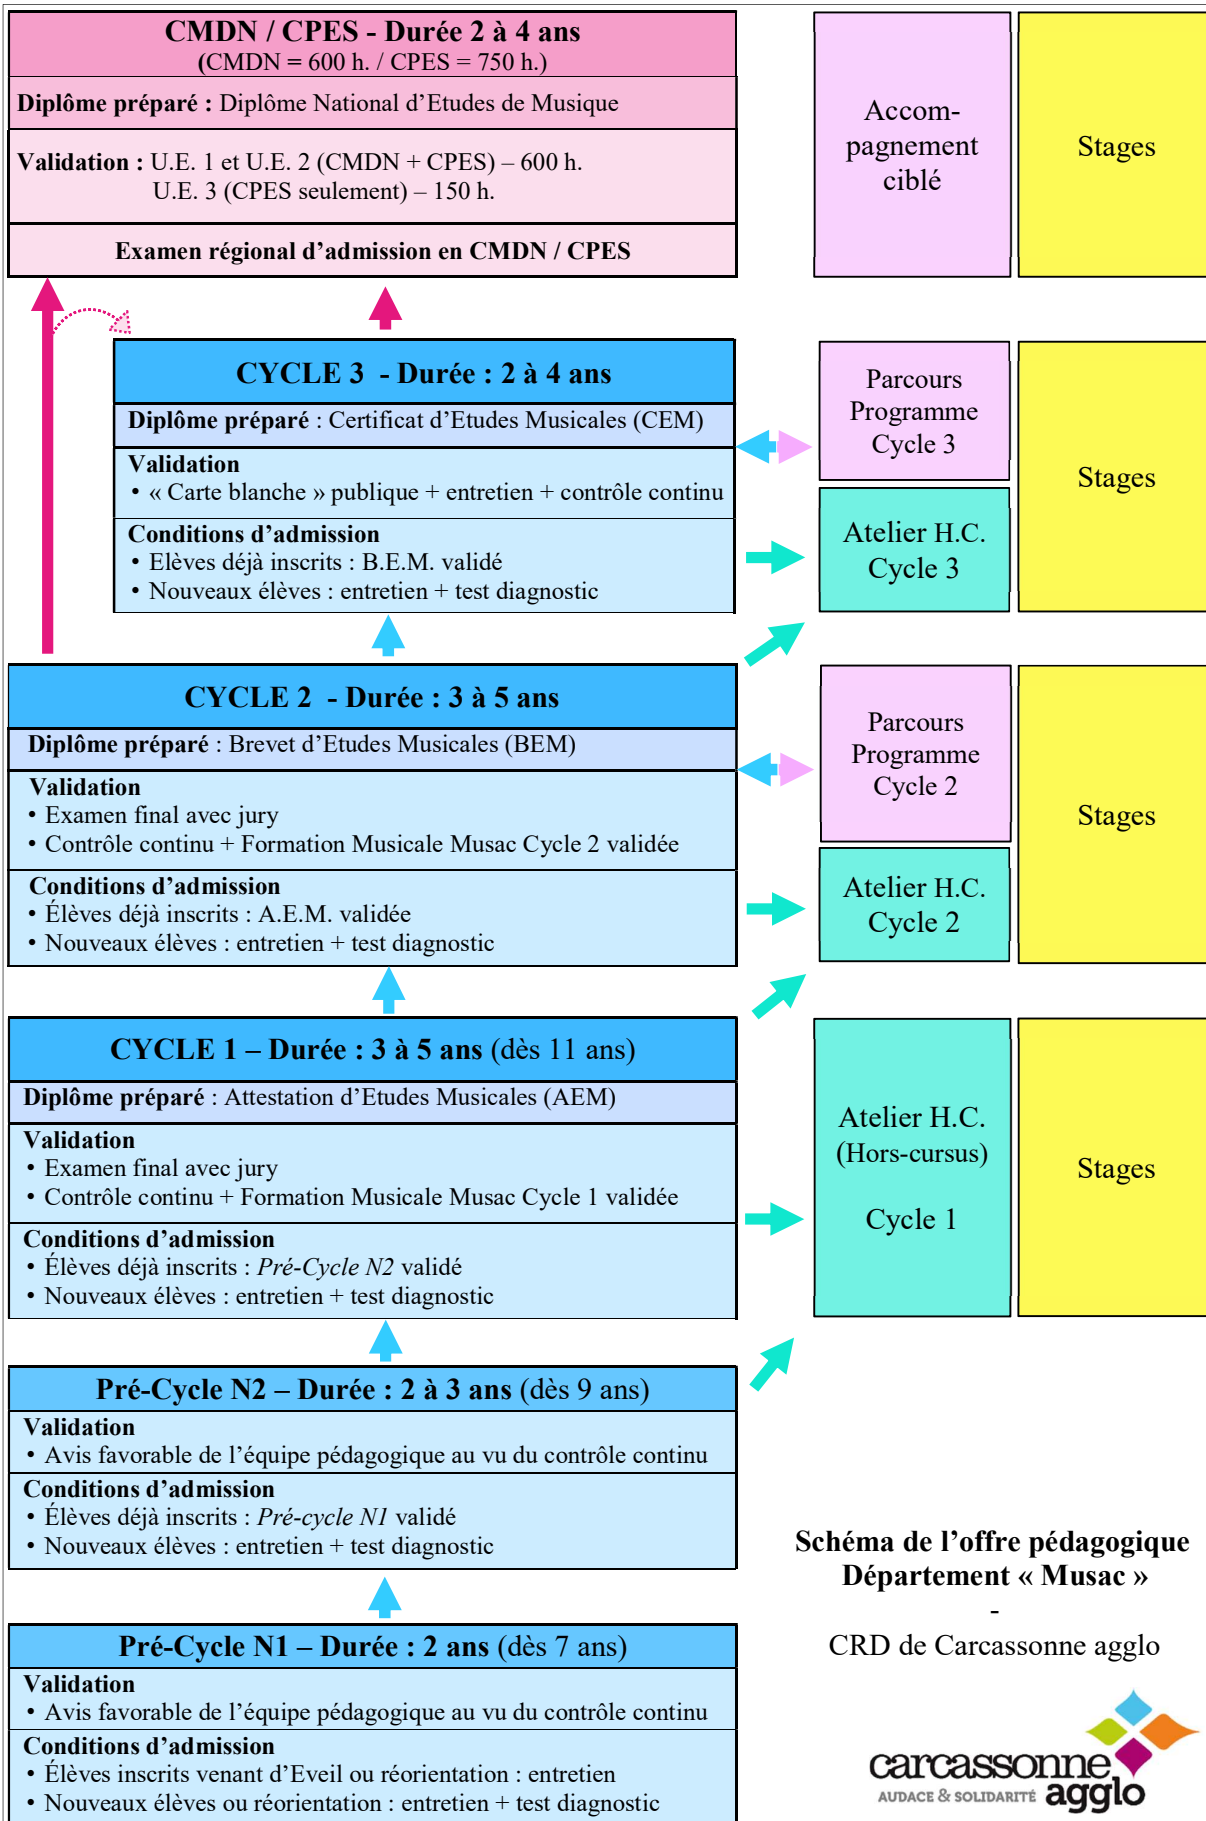 CMDN / CPES - Durée 2 à 4 ans
(CMDN = 600 h. / CPES = 750 h.)
Diplôme préparé : Diplôme National d’Etudes de Musique
Validation : U.E. 1 et U.E. 2 (CMDN + CPES) – 600 h.
U.E. 3 (CPES seulement) – 150 h.
Examen régional d’admission en CMDN / CPES
Accom-
pagnement
ciblé
Stages
CYCLE 3 - Durée : 2 à 4 ans
Diplôme préparé : Certificat d’Etudes Musicales (CEM)
Validation
• « Carte blanche » publique + entretien + contrôle continu
Conditions d’admission
• Elèves déjà inscrits : B.E.M. validé
• Nouveaux élèves : entretien + test diagnostic
Parcours
Programme
Cycle 3
Atelier H.C.
Cycle 3
Stages
CYCLE 2 - Durée : 3 à 5 ans
Diplôme préparé : Brevet d’Etudes Musicales (BEM)
Validation
• Examen final avec jury
• Contrôle continu + Formation Musicale Musac Cycle 2 validée
Conditions d’admission
• Élèves déjà inscrits : A.E.M. validée
• Nouveaux élèves : entretien + test diagnostic
Parcours
Programme
Cycle 2
Atelier H.C.
Cycle 2
Stages
CYCLE 1 – Durée : 3 à 5 ans (dès 11 ans)
Diplôme préparé : Attestation d’Etudes Musicales (AEM)
Validation
• Examen final avec jury
• Contrôle continu + Formation Musicale Musac Cycle 1 validée
Conditions d’admission
• Élèves déjà inscrits : Pré-Cycle N2 validé
• Nouveaux élèves : entretien + test diagnostic
Atelier H.C.
(Hors-cursus)
Cycle 1
Stages
Pré-Cycle N2 – Durée : 2 à 3 ans (dès 9 ans)
Validation
• Avis favorable de l’équipe pédagogique au vu du contrôle continu
Conditions d’admission
• Élèves déjà inscrits : Pré-cycle N1 validé
• Nouveaux élèves : entretien + test diagnostic
Pré-Cycle N1 – Durée : 2 ans (dès 7 ans)
Validation
• Avis favorable de l’équipe pédagogique au vu du contrôle continu
Conditions d’admission
• Élèves inscrits venant d’Eveil ou réorientation : entretien
• Nouveaux élèves ou réorientation : entretien + test diagnostic
Schéma de l’offre pédagogique
Département « Musac »
-
CRD de Carcassonne agglo
carcassonne
AUDACE & SOLIDARITÉ agglo